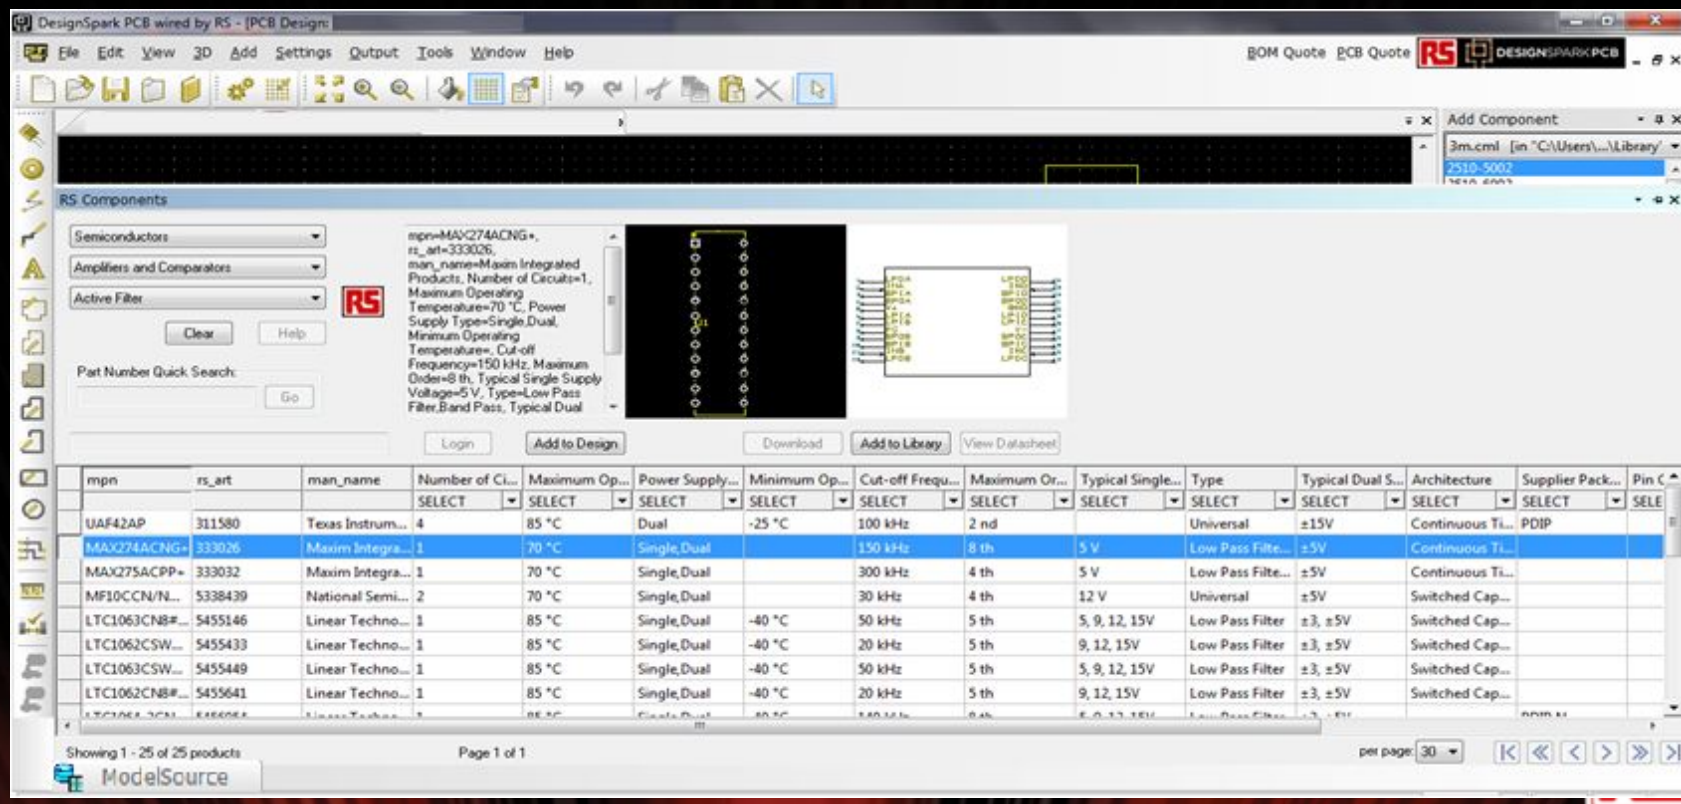 DesignSpark PCB wired by RS - [PCB Design:
File Edit View 3D Add Settings Output Tools Window Help
BOM Quote PCB Quote RS DESIGNSPARK PCB
Add Component
3m.cml [in "C:\Users\...\Library'
2510-5002
RS Components
Semiconductors
Amplifiers and Comparators
Active Filter
RS
Clear Help
Part Number Quick Search:
Go
mpn=MAX274ACNG+,
rs_art=333026,
man_name=Maxim Integrated
Products, Number of Circuits=1,
Maximum Operating
Temperature=70 °C, Power
Supply Type=Single,Dual,
Minimum Operating
Temperature=, Cut-off
Frequency=150 kHz, Maximum
Order=8 th, Typical Single Supply
Voltage=5 V, Type=Low Pass
Filter,Band Pass, Typical Dual
Login Add to Design Download Add to Library View Datasheet
mpn rs_art man_name Number of Ci... Maximum Op... Power Supply... Minimum Op... Cut-off Frequ... Maximum Or... Typical Single... Type Typical Dual S... Architecture Supplier Pack... Pin C
SELECT SELECT SELECT SELECT SELECT SELECT SELECT SELECT SELECT SELECT SELECT SELE
UAF42AP 311580 Texas Instrum... 4 85 °C Dual -25 °C 100 kHz 2 nd Universal ±15V Continuous Ti... PDIP
MAX274ACNG+ 333026 Maxim Integra... 1 70 °C Single,Dual 150 kHz 8 th 5 V Low Pass Filte... ±5V Continuous Ti...
MAX275ACPP+ 333032 Maxim Integra... 1 70 °C Single,Dual 300 kHz 4 th 5 V Low Pass Filte... ±5V Continuous Ti...
MF10CCN/N... 5338439 National Semi... 2 70 °C Single,Dual 30 kHz 4 th 12 V Universal ±5V Switched Cap...
LTC1063CN8#... 5455146 Linear Techno... 1 85 °C Single,Dual -40 °C 50 kHz 5 th 5, 9, 12, 15V Low Pass Filter ±3, ±5V Switched Cap...
LTC1062CSW... 5455433 Linear Techno... 1 85 °C Single,Dual -40 °C 20 kHz 5 th 9, 12, 15V Low Pass Filter ±3, ±5V Switched Cap...
LTC1063CSW... 5455449 Linear Techno... 1 85 °C Single,Dual -40 °C 50 kHz 5 th 5, 9, 12, 15V Low Pass Filter ±3, ±5V Switched Cap...
LTC1062CN8#... 5455641 Linear Techno... 1 85 °C Single,Dual -40 °C 20 kHz 5 th 9, 12, 15V Low Pass Filter ±3, ±5V Switched Cap...
Showing 1 - 25 of 25 products Page 1 of 1 per page: 30
ModelSource